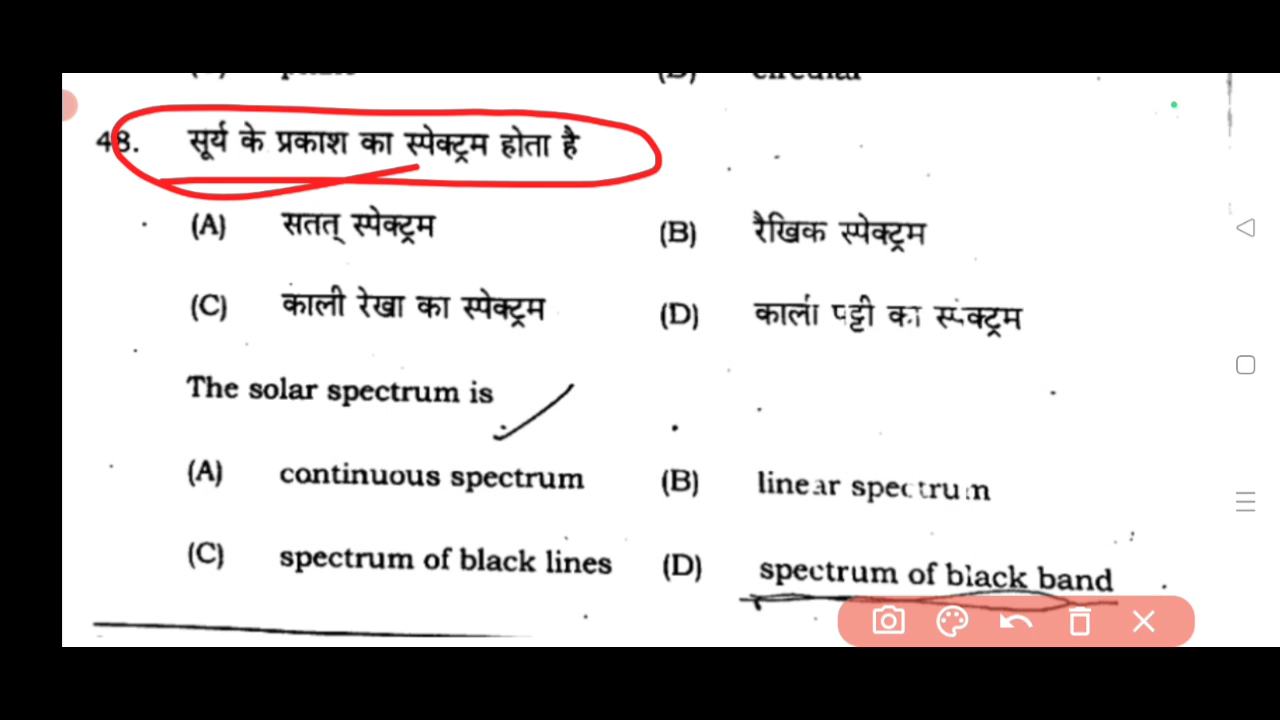 48. सूर्य के प्रकाश का स्पेक्ट्रम होता है
(A) सतत् स्पेक्ट्रम (B) रैखिक स्पेक्ट्रम
(C) काली रेखा का स्पेक्ट्रम (D) काली पट्टी का स्पेक्ट्रम
The solar spectrum is
(A) continuous spectrum (B) linear spectrum
(C) spectrum of black lines (D) spectrum of black band